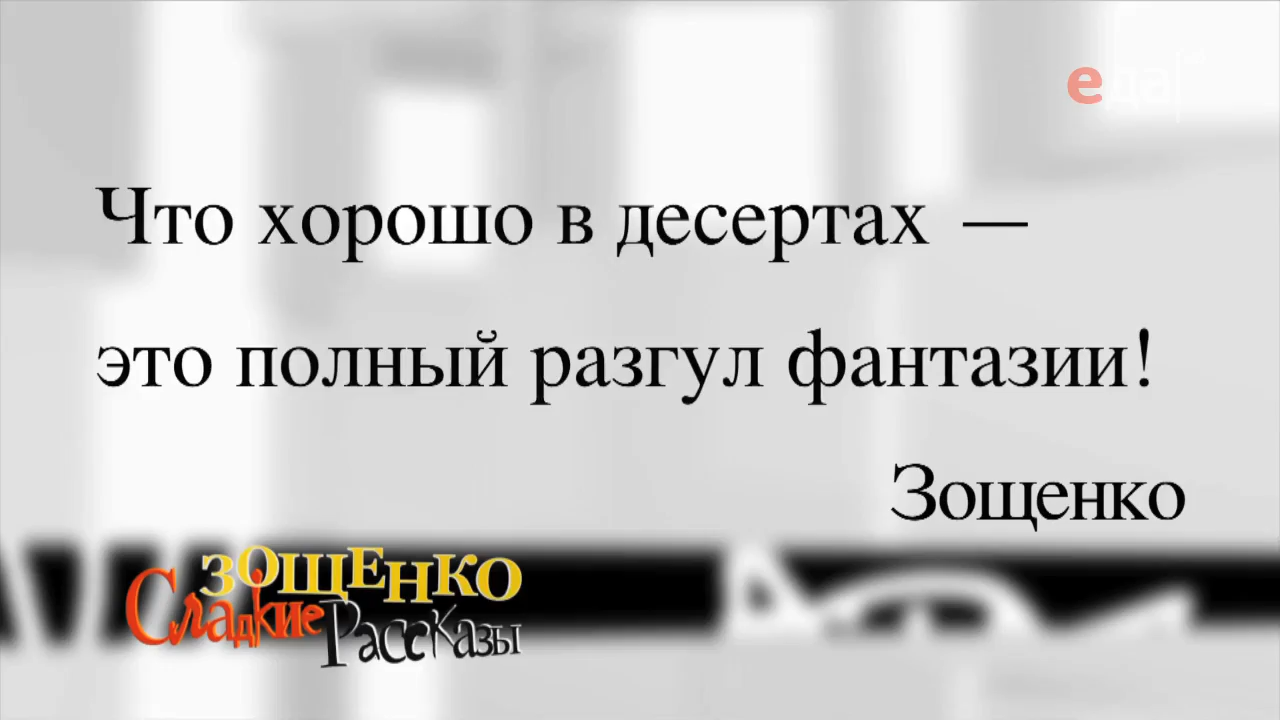 еда
Что хорошо в десертах —
это полный разгул фантазии!
Зощенко
ЗОЩЕНКО
Сладкие Рассказы